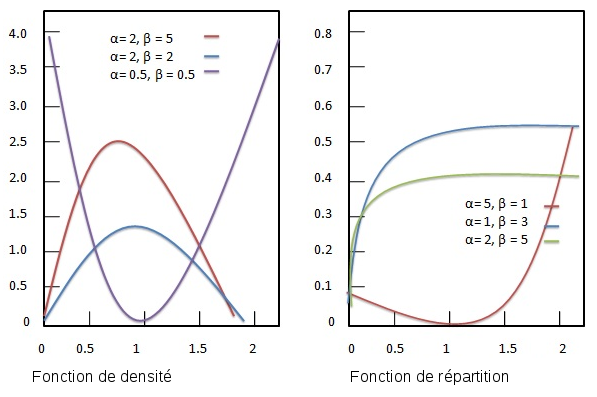 4.0
3.5
3.0
2.5
2.0
1.5
1.0
0.5
0
α= 2, β = 5
α= 2, β = 2
α= 0.5, β = 0.5
0 0.5 1 1.5 2
Fonction de densité
0.8
0.7
0.6
0.5
0.4
0.3
0.2
0.1
0
α= 5, β = 1
α= 1, β = 3
α= 2, β = 5
0 0.5 1 1.5 2
Fonction de répartition